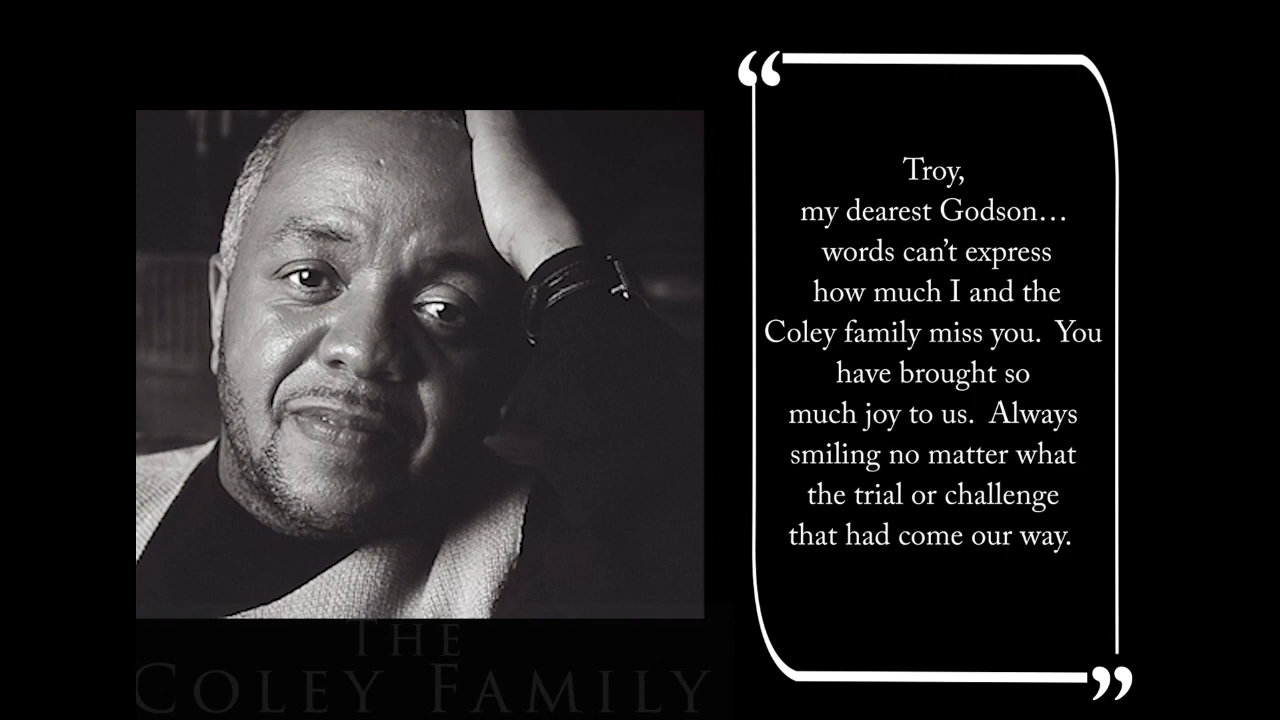 “
Troy,
my dearest Godson…
words can’t express
how much I and the
Coley family miss you.  You
have brought so
much joy to us.  Always
smiling no matter what
the trial or challenge
that had come our way.
”
THE
COLEY FAMILY